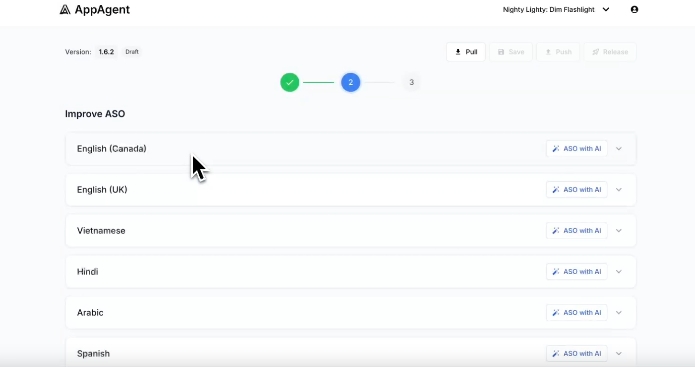 AppAgent
Nighty Lighty: Dim Flashlight
Version: 1.6.2 Draft
Pull Save Push Release
2 3
Improve ASO
English (Canada) ASO with AI
English (UK) ASO with AI
Vietnamese ASO with AI
Hindi ASO with AI
Arabic ASO with AI
Spanish ASO with AI